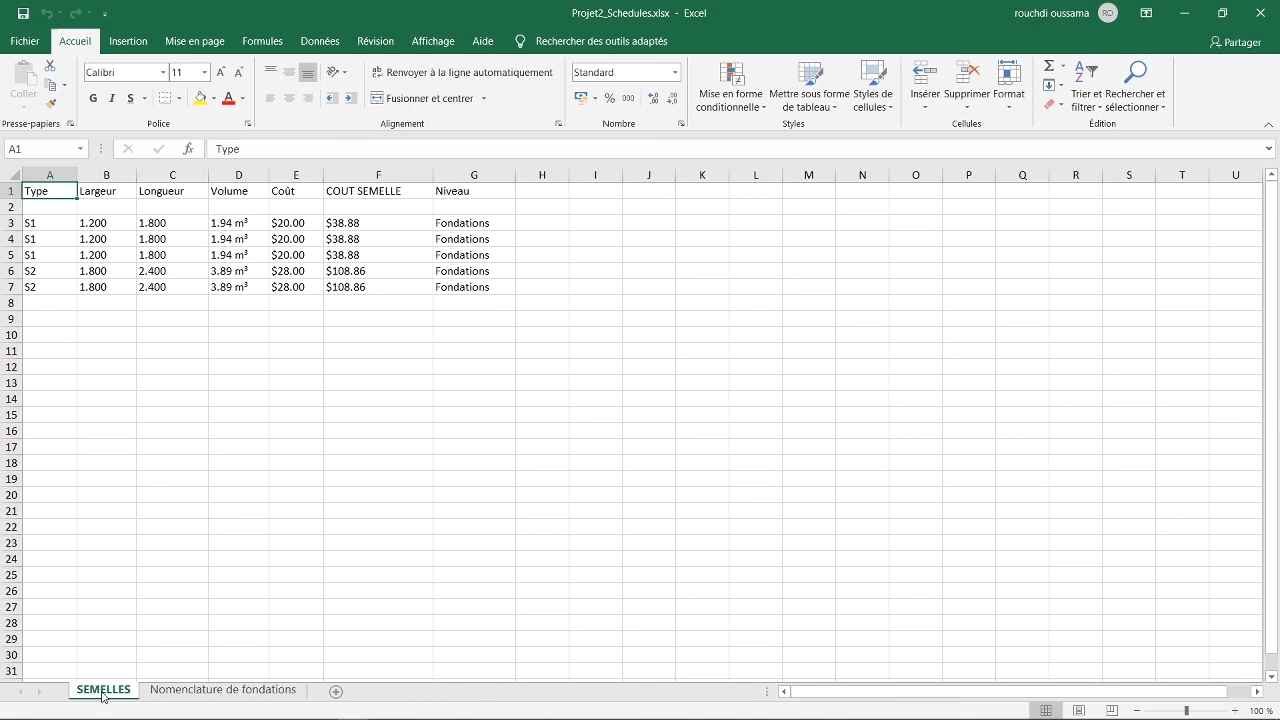 Projet2_Schedules.xlsx - Excel
rouchdi oussama RO
Fichier Accueil Insertion Mise en page Formules Données Révision Affichage Aide Rechercher des outils adaptés Partager
Coller Calibri 11 ab Renvoyer à la ligne automatiquement Standard
G I S A Fusionner et centrer % 000
Mise en forme conditionnelle Mettre sous forme de tableau Styles de cellules Insérer Supprimer Format Trier et filtrer Rechercher et sélectionner
Presse-papiers Police Alignement Nombre Styles Cellules Édition
A1 fx Type
A B C D E F G H I J K L M N O P Q R S T U
1 Type Largeur Longueur Volume Coût COUT SEMELLE Niveau
2
3 S1 1.200 1.800 1.94 m³ $20.00 $38.88 Fondations
4 S1 1.200 1.800 1.94 m³ $20.00 $38.88 Fondations
5 S1 1.200 1.800 1.94 m³ $20.00 $38.88 Fondations
6 S2 1.800 2.400 3.89 m³ $28.00 $108.86 Fondations
7 S2 1.800 2.400 3.89 m³ $28.00 $108.86 Fondations
8
9
10
11
12
13
14
15
16
17
18
19
20
21
22
23
24
25
26
27
28
29
30
31
SEMELLES Nomenclature de fondations
100 %